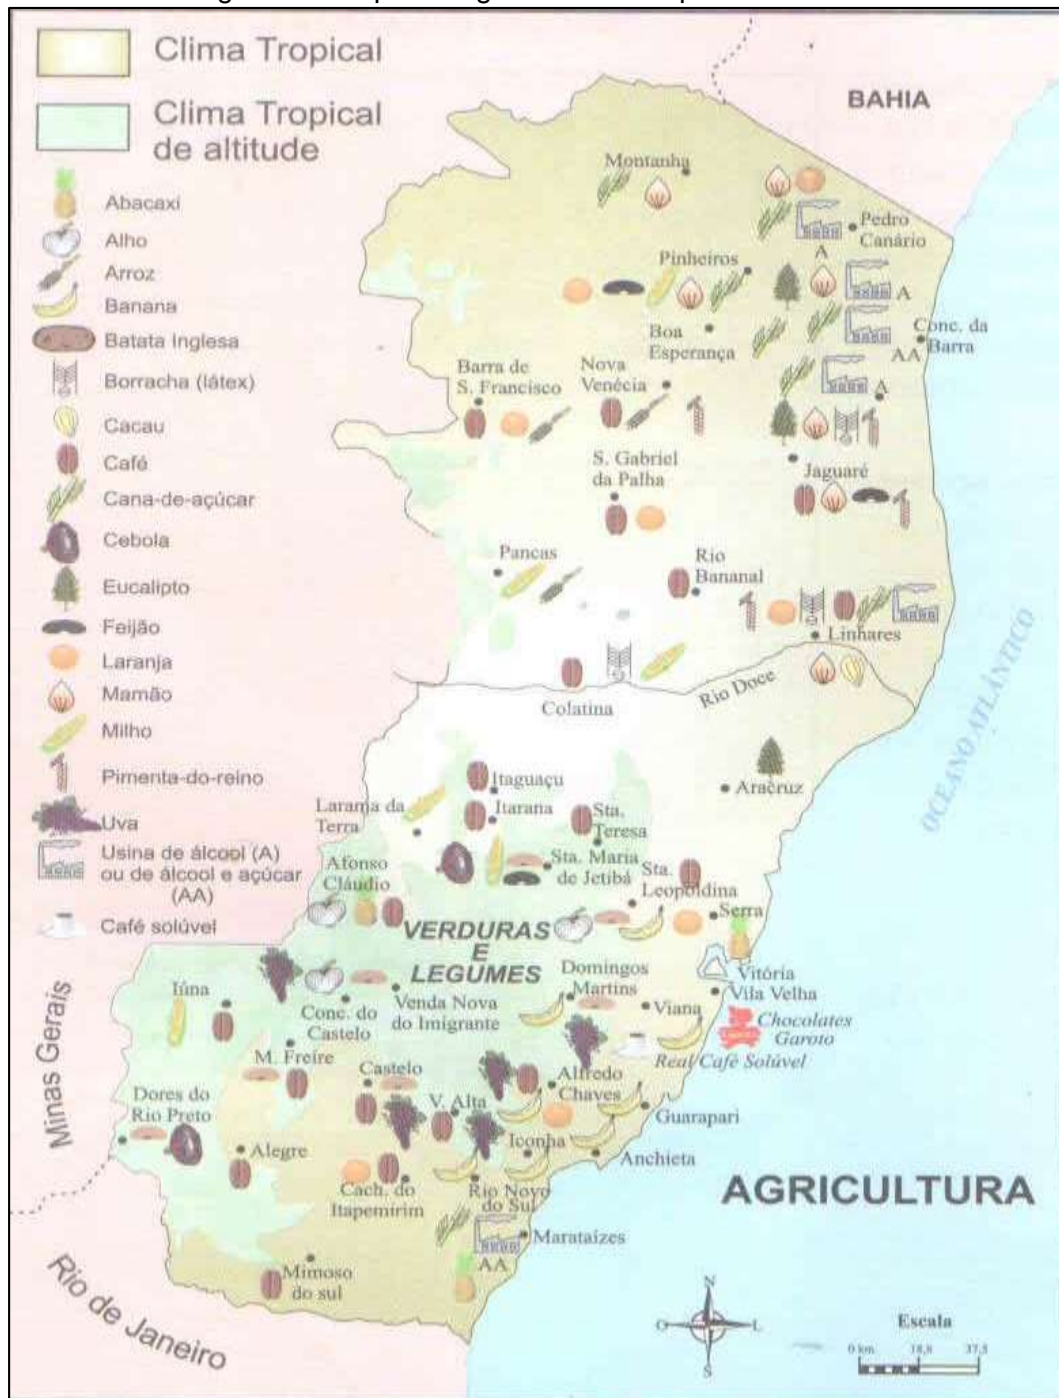 Clima Tropical
Clima Tropical
de altitude
Abacaxi
Alho
Arroz
Banana
Batata Inglesa
Borracha (látex)
Cacau
Café
Cana-de-açúcar
Cebola
Eucalipto
Feijão
Laranja
Mamão
Milho
Pimenta-do-reino
Uva
Usina de álcool (A)
ou de álcool e açúcar
(AA)
Café solúvel
BAHIA
Montanha
Pedro
Canário
A
Pinheiros
A
Boa
Esperança
Conc. da
Barra
AA
A
Barra de
S. Francisco
Nova
Venécia
S. Gabriel
da Palha
Jaguaré
Pancas
Rio
Bananal
Linhares
Rio Doce
Colatina
OCEANO ATLÂNTICO
Aracruz
Itaguaçu
Larama da
Terra
Itarana
Sta.
Teresa
Afonso
Cláudio
Sta. Maria
de Jetibá
Sta.
Leopoldina
Serra
VERDURAS
E
LEGUMES
Vitória
Vila Velha
Domingos
Martins
Viana
Chocolates
Garoto
Real Café Solúvel
Iúna
Conc. do
Castelo
Venda Nova
do Imigrante
M. Freire
Castelo
Alfredo
Chaves
V. Alta
Guarapari
Dores do
Rio Preto
Alegre
Iconha
Anchieta
Cach. do
Itapemirim
Rio Novo
do Sul
Marataízes
AA
Mimoso
do sul
Minas Gerais
Rio de Janeiro
AGRICULTURA
N
O
L
S
Escala
0 km
18,8
37,5